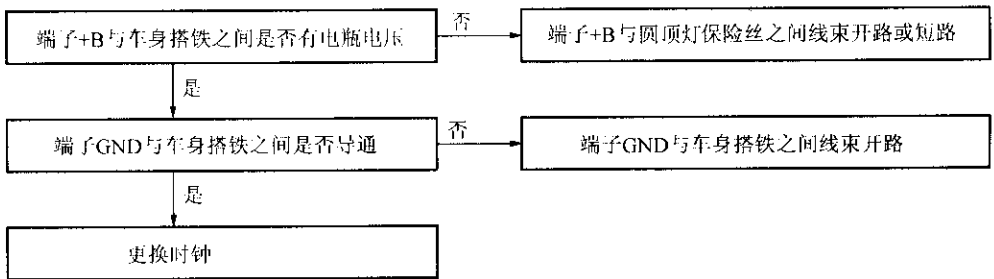 端子+B与车身搭铁之间是否有电瓶电压
否
端子+B与圆顶灯保险丝之间线束开路或短路
是
端子GND与车身搭铁之间是否导通
否
端子GND与车身搭铁之间线束开路
是
更换时钟